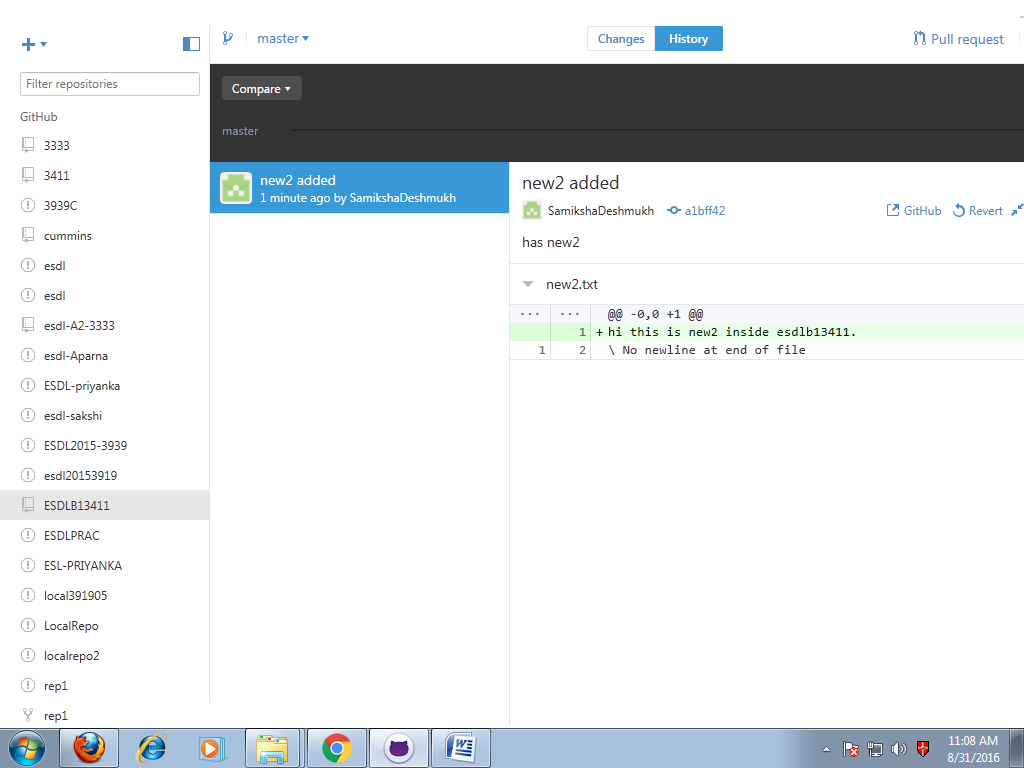 master
Changes
History
Pull request
Filter repositories
Compare
GitHub
master
3333
3411
3939C
cummins
esdl
esdl
esdl-A2-3333
esdl-Aparna
ESDL-priyanka
esdl-sakshi
ESDL2015-3939
esdl20153919
ESDLB13411
ESDLPRAC
ESL-PRIYANKA
local391905
LocalRepo
localrepo2
rep1
rep1
new2 added
1 minute ago by SamikshaDeshmukh
new2 added
SamikshaDeshmukh
a1bff42
GitHub
Revert
has new2
new2.txt
... ... @@ -0,0 +1 @@
1 +hi this is new2 inside esdlb13411.
1 2 \ No newline at end of file
11:08 AM
8/31/2016